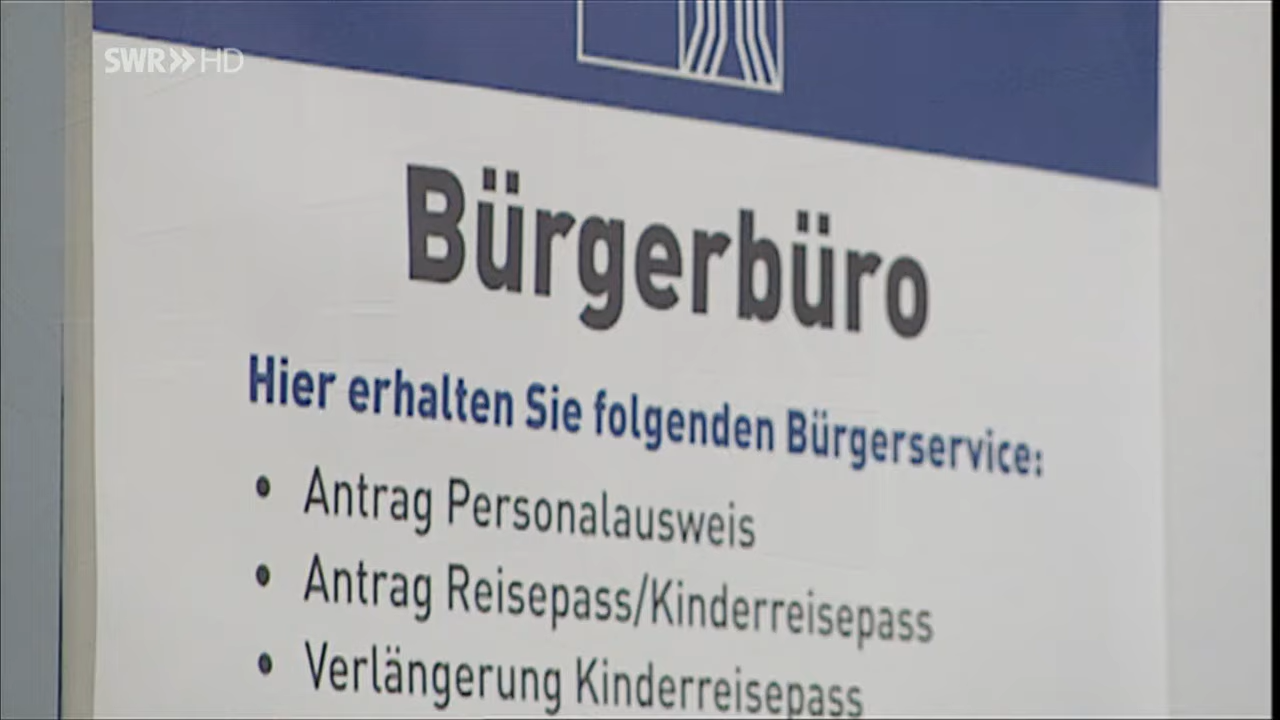 SWR>> HD
Bürgerbüro
Hier erhalten Sie folgenden Bürgerservice:
• Antrag Personalausweis
• Antrag Reisepass/Kinderreisepass
• Verlängerung Kinderreisepass